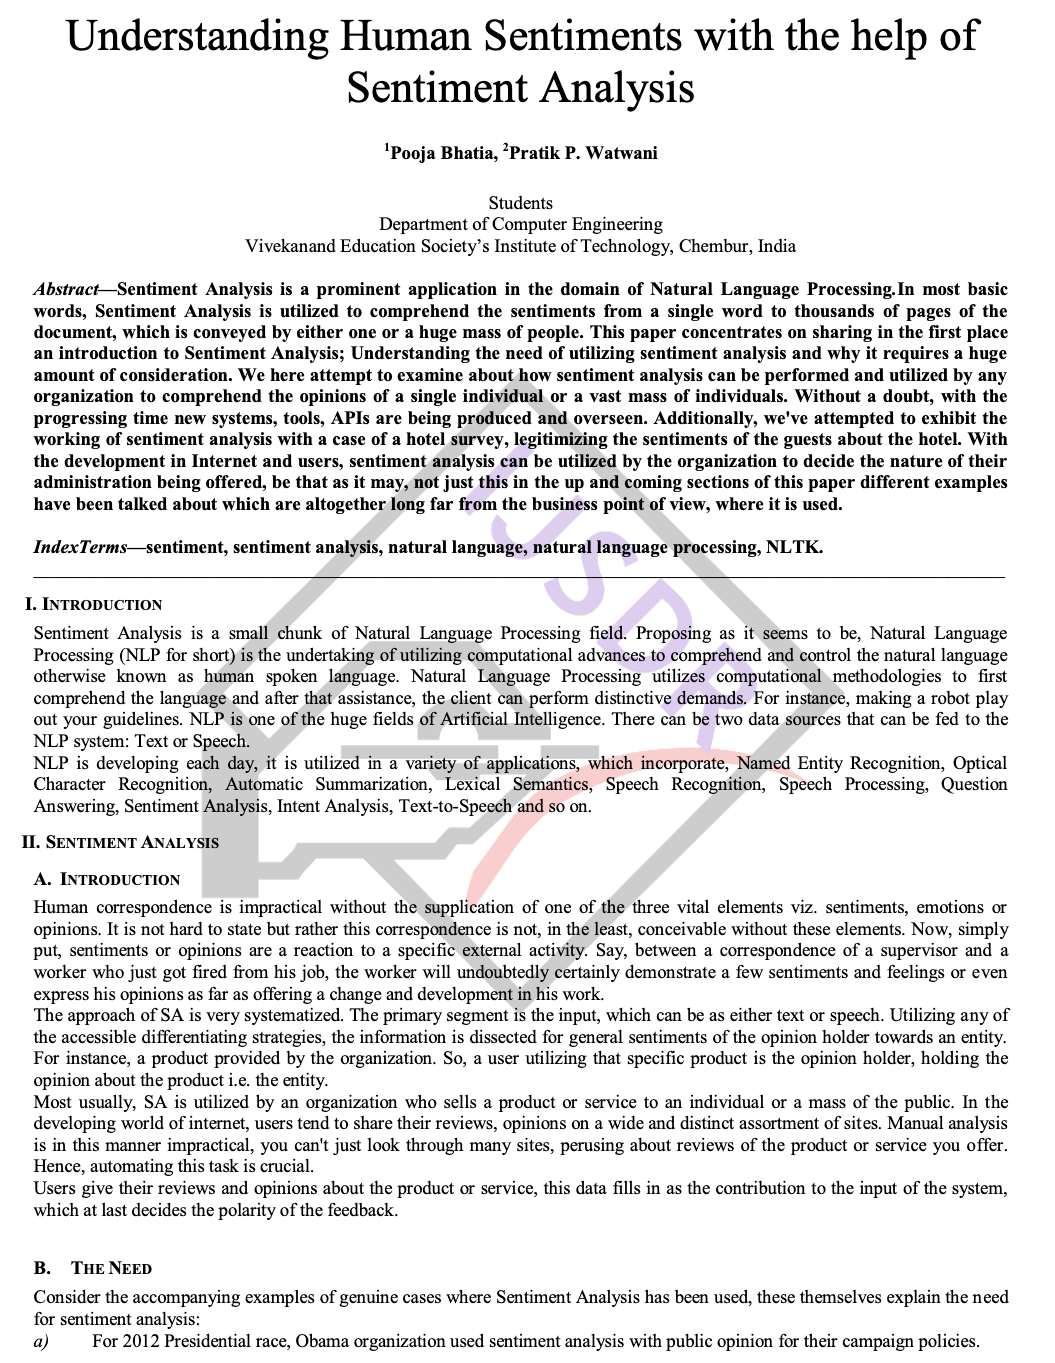 Understanding Human Sentiments with the help of
Sentiment Analysis
1Pooja Bhatia, 2Pratik P. Watwani
Students
Department of Computer Engineering
Vivekanand Education Society's Institute of Technology, Chembur, India
Abstract—Sentiment Analysis is a prominent application in the domain of Natural Language Processing.In most basic
words, Sentiment Analysis is utilized to comprehend the sentiments from a single word to thousands of pages of the
document, which is conveyed by either one or a huge mass of people. This paper concentrates on sharing in the first place
an introduction to Sentiment Analysis; Understanding the need of utilizing sentiment analysis and why it requires a huge
amount of consideration. We here attempt to examine about how sentiment analysis can be performed and utilized by any
organization to comprehend the opinions of a single individual or a vast mass of individuals. Without a doubt, with the
progressing time new systems, tools, APIs are being produced and overseen. Additionally, we've attempted to exhibit the
working of sentiment analysis with a case of a hotel survey, legitimizing the sentiments of the guests about the hotel. With
the development in Internet and users, sentiment analysis can be utilized by the organization to decide the nature of their
administration being offered, be that as it may, not just this in the up and coming sections of this paper different examples
have been talked about which are altogether long far from the business point of view, where it is used.
IndexTerms—sentiment, sentiment analysis, natural language, natural language processing, NLTK.
I. INTRODUCTION
Sentiment Analysis is a small chunk of Natural Language Processing field. Proposing as it seems to be, Natural Language
Processing (NLP for short) is the undertaking of utilizing computational advances to comprehend and control the natural language
otherwise known as human spoken language. Natural Language Processing utilizes computational methodologies to first
comprehend the language and after that assistance, the client can perform distinctive demands. For instance, making a robot play
out your guidelines. NLP is one of the huge fields of Artificial Intelligence. There can be two data sources that can be fed to the
NLP system: Text or Speech.
NLP is developing each day, it is utilized in a variety of applications, which incorporate, Named Entity Recognition, Optical
Character Recognition, Automatic Summarization, Lexical Semantics, Speech Recognition, Speech Processing, Question
Answering, Sentiment Analysis, Intent Analysis, Text-to-Speech and so on.
II. SENTIMENT ANALYSIS
A. INTRODUCTION
Human correspondence is impractical without the supplication of one of the three vital elements viz. sentiments, emotions or
opinions. It is not hard to state but rather this correspondence is not, in the least, conceivable without these elements. Now, simply
put, sentiments or opinions are a reaction to a specific external activity. Say, between a correspondence of a supervisor and a
worker who just got fired from his job, the worker will undoubtedly certainly demonstrate a few sentiments and feelings or even
express his opinions as far as offering a change and development in his work.
The approach of SA is very systematized. The primary segment is the input, which can be as either text or speech. Utilizing any of
the accessible differentiating strategies, the information is dissected for general sentiments of the opinion holder towards an entity.
For instance, a product provided by the organization. So, a user utilizing that specific product is the opinion holder, holding the
opinion about the product i.e. the entity.
Most usually, SA is utilized by an organization who sells a product or service to an individual or a mass of the public. In the
developing world of internet, users tend to share their reviews, opinions on a wide and distinct assortment of sites. Manual analysis
is in this manner impractical, you can't just look through many sites, perusing about reviews of the product or service you offer.
Hence, automating this task is crucial.
Users give their reviews and opinions about the product or service, this data fills in as the contribution to the input of the system,
which at last decides the polarity of the feedback.
B. THE NEED
Consider the accompanying examples of genuine cases where Sentiment Analysis has been used, these themselves explain the need
for sentiment analysis:
a) For 2012 Presidential race, Obama organization used sentiment analysis with public opinion for their campaign policies.
IJSDR